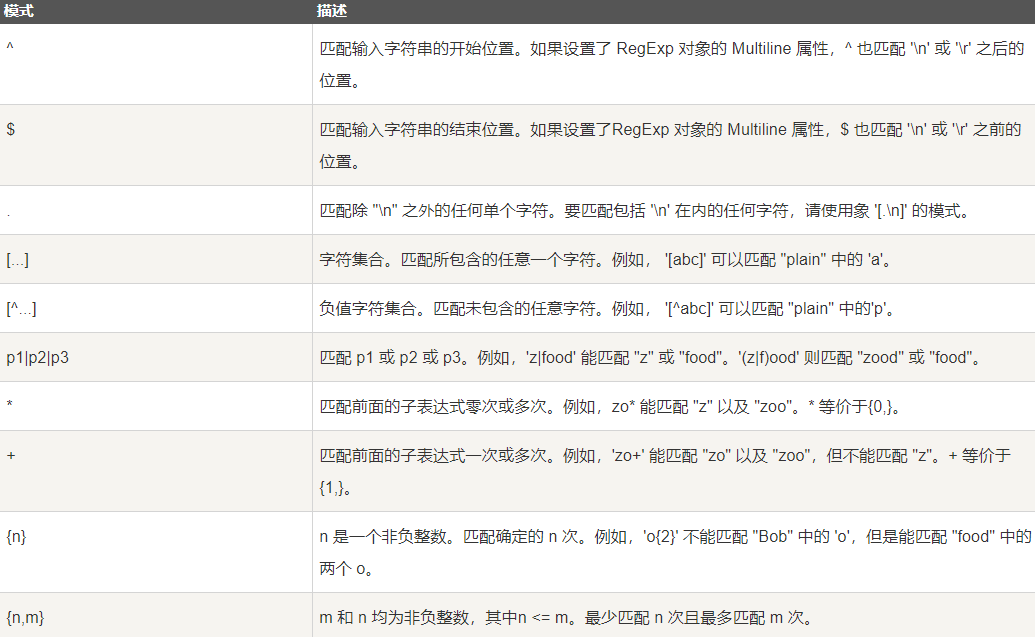 模式 描述
^ 匹配输入字符串的开始位置。如果设置了 RegExp 对象的 Multiline 属性，^ 也匹配 '\n' 或 '\r' 之后的
位置。
$ 匹配输入字符串的结束位置。如果设置了RegExp 对象的 Multiline 属性，$ 也匹配 '\n' 或 '\r' 之前的
位置。
. 匹配除 "\n" 之外的任何单个字符。要匹配包括 '\n' 在内的任何字符，请使用象 '[.\n]' 的模式。
[...] 字符集合。匹配所包含的任意一个字符。例如， '[abc]' 可以匹配 "plain" 中的 'a'。
[^...] 负值字符集合。匹配未包含的任意字符。例如， '[^abc]' 可以匹配 "plain" 中的'p'。
p1|p2|p3 匹配 p1 或 p2 或 p3。例如，'z|food' 能匹配 "z" 或 "food"。'(z|f)ood' 则匹配 "zood" 或 "food"。
* 匹配前面的子表达式零次或多次。例如，zo* 能匹配 "z" 以及 "zoo"。* 等价于{0,}。
+ 匹配前面的子表达式一次或多次。例如，'zo+' 能匹配 "zo" 以及 "zoo"，但不能匹配 "z"。+ 等价于
{1,}。
{n} n 是一个非负整数。匹配确定的 n 次。例如，'o{2}' 不能匹配 "Bob" 中的 'o'，但是能匹配 "food" 中的
两个 o。
{n,m} m 和 n 均为非负整数，其中n <= m。最少匹配 n 次且最多匹配 m 次。